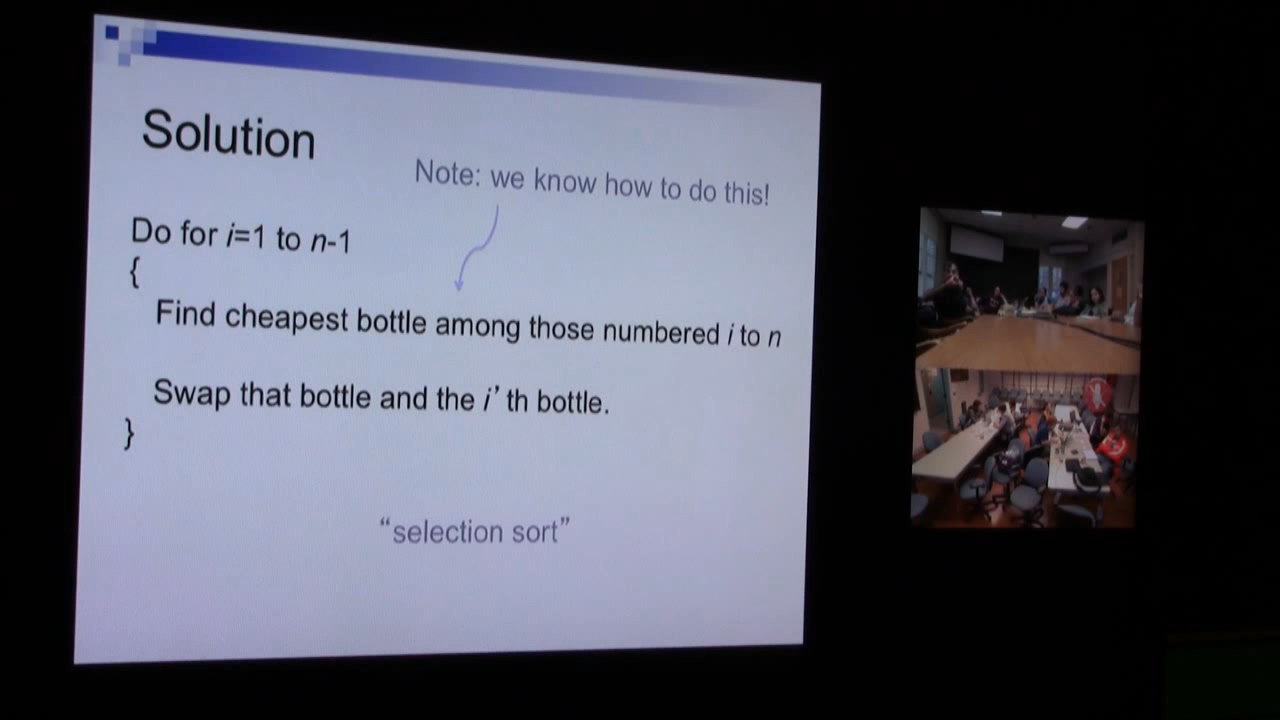 Solution
Note: we know how to do this!
Do for i=1 to n-1
{
Find cheapest bottle among those numbered i to n
Swap that bottle and the i’ th bottle.
}
“selection sort”